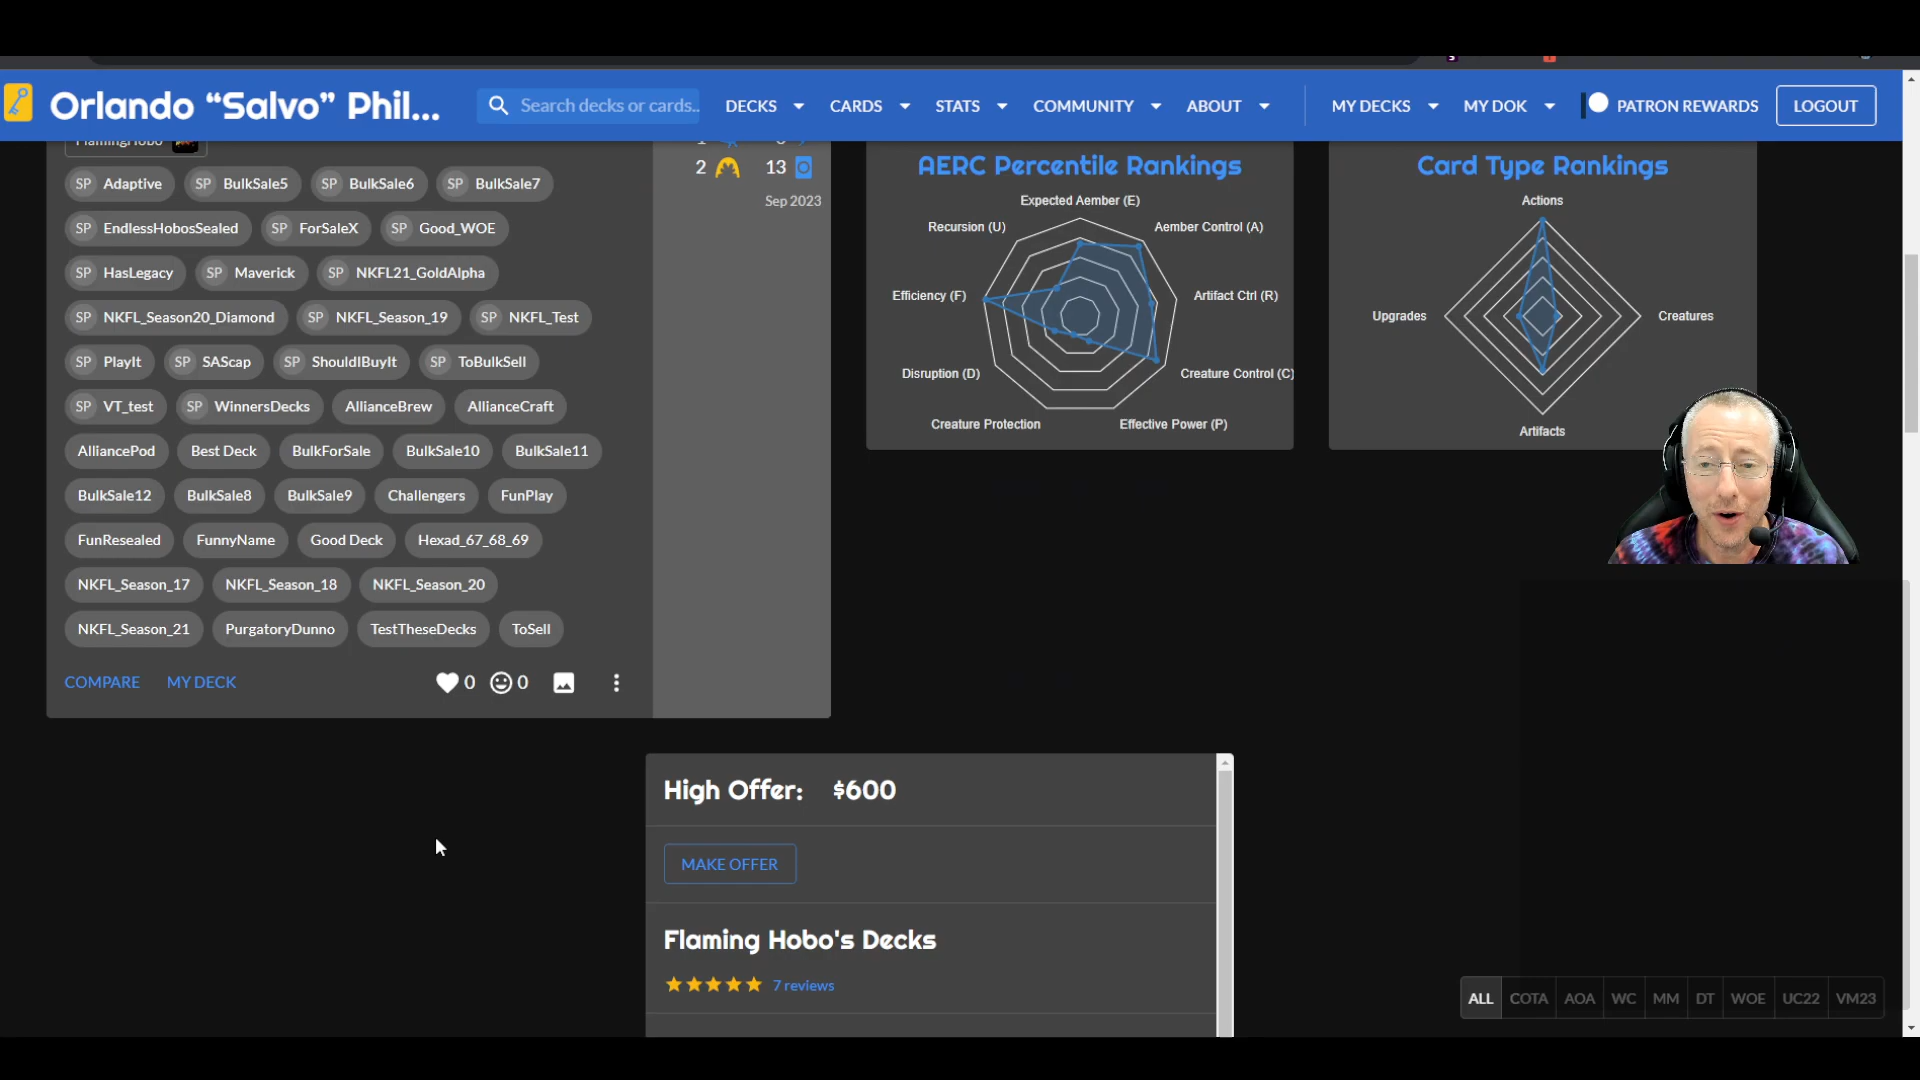 Orlando “Salvo” Phil...
Search decks or cards..
DECKS
CARDS
STATS
COMMUNITY
ABOUT
MY DECKS
MY DOK
PATRON REWARDS
LOGOUT
FlamingHobo
SP Adaptive
SP BulkSale5
SP BulkSale6
SP BulkSale7
SP EndlessHobosSealed
SP ForSaleX
SP Good_WOE
SP HasLegacy
SP Maverick
SP NKFL21_GoldAlpha
SP NKFL_Season20_Diamond
SP NKFL_Season_19
SP NKFL_Test
SP PlayIt
SP SAScap
SP ShouldIBuyIt
SP ToBulkSell
SP VT_test
SP WinnersDecks
AllianceBrew
AllianceCraft
AlliancePod
Best Deck
BulkForSale
BulkSale10
BulkSale11
BulkSale12
BulkSale8
BulkSale9
Challengers
FunPlay
FunResealed
FunnyName
Good Deck
Hexad_67_68_69
NKFL_Season_17
NKFL_Season_18
NKFL_Season_20
NKFL_Season_21
PurgatoryDunno
TestTheseDecks
ToSell
COMPARE
MY DECK
0
0
2
13
Sep 2023
AERC Percentile Rankings
Expected Aember (E)
Recursion (U)
Aember Control (A)
Efficiency (F)
Artifact Ctrl (R)
Disruption (D)
Creature Control (C)
Creature Protection
Effective Power (P)
Card Type Rankings
Actions
Upgrades
Creatures
Artifacts
High Offer: $600
MAKE OFFER
Flaming Hobo's Decks
7 reviews
ALL
COTA
AOA
WC
MM
DT
WOE
UC22
VM23